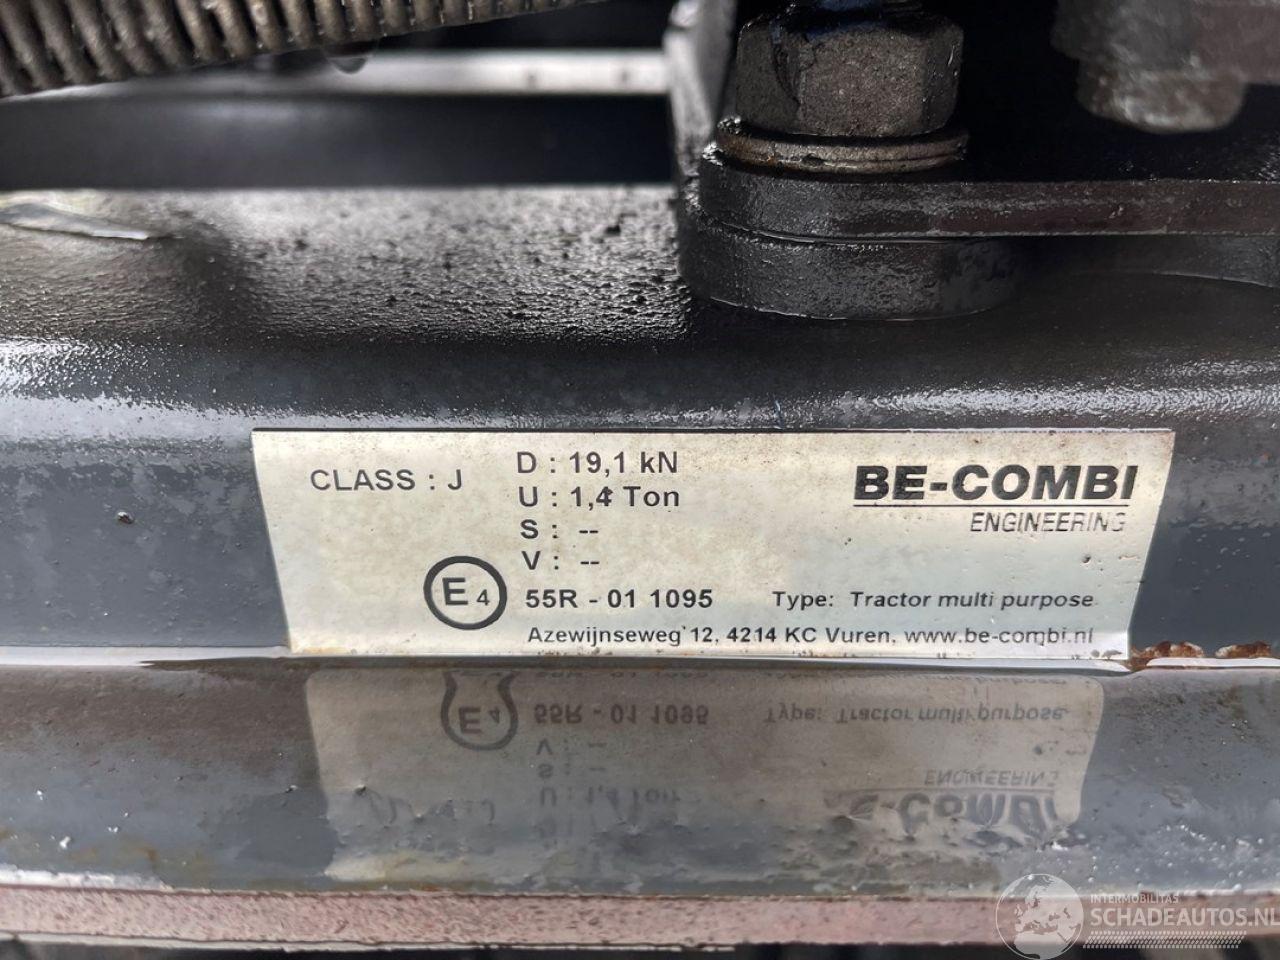 CLASS : J
D : 19,1 kN
U : 1,4 Ton
S : --
V : --
BE-COMBI
ENGINEERING
E4
55R - 01 1095
Type: Tractor multi purpose
Azewijnseweg 12, 4214 KC Vuren, www.be-combi.nl
INTERMOBILITAS
SCHADEAUTOS.NL